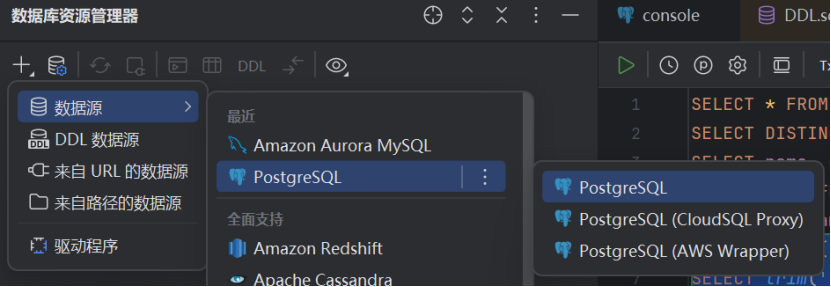 数据库资源管理器
console
DDL
数据源
DDL 数据源
来自 URL 的数据源
来自路径的数据源
驱动程序
最近
Amazon Aurora MySQL
PostgreSQL
全面支持
Amazon Redshift
Apache Cassandra
PostgreSQL
PostgreSQL (CloudSQL Proxy)
PostgreSQL (AWS Wrapper)
DDL.s
Tx
1 SELECT * FROM
2 SELECT DISTIN
3 SELECT name
SELECT trim('